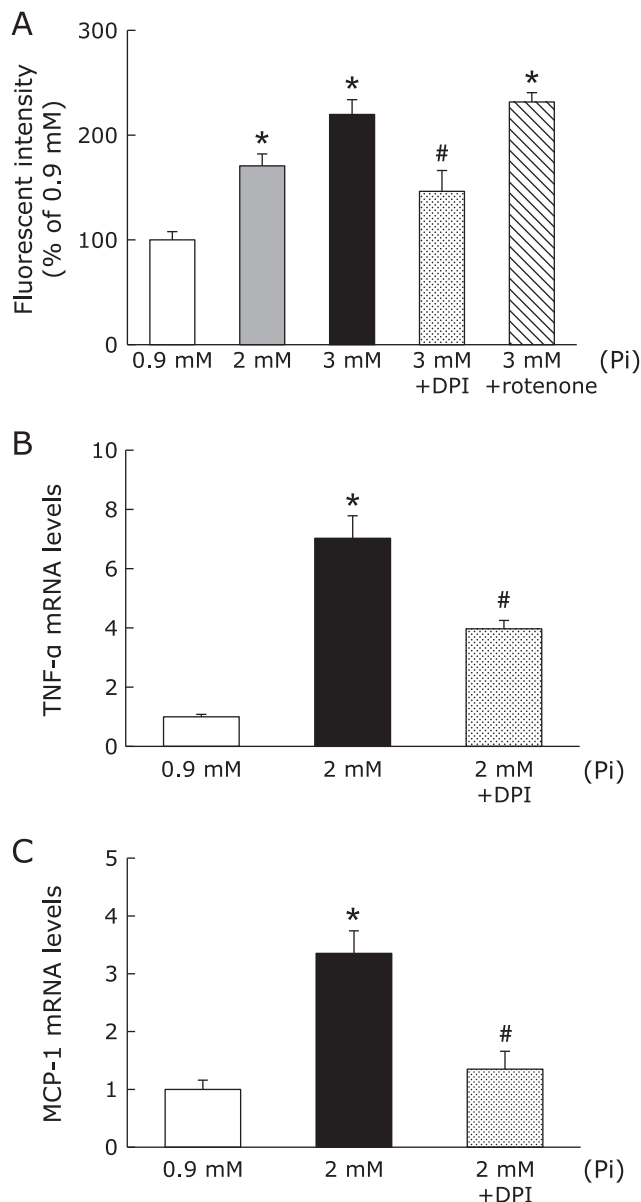 A
Fluorescent intensity
(% of 0.9 mM)
300
200
100
0
*
*
#
*
0.9 mM 2 mM 3 mM 3 mM 3 mM (Pi)
+DPI +rotenone
B
TNF-α mRNA levels
10
8
6
4
2
0
*
#
0.9 mM 2 mM 2 mM (Pi)
+DPI
C
MCP-1 mRNA levels
5
4
3
2
1
0
*
#
0.9 mM 2 mM 2 mM (Pi)
+DPI